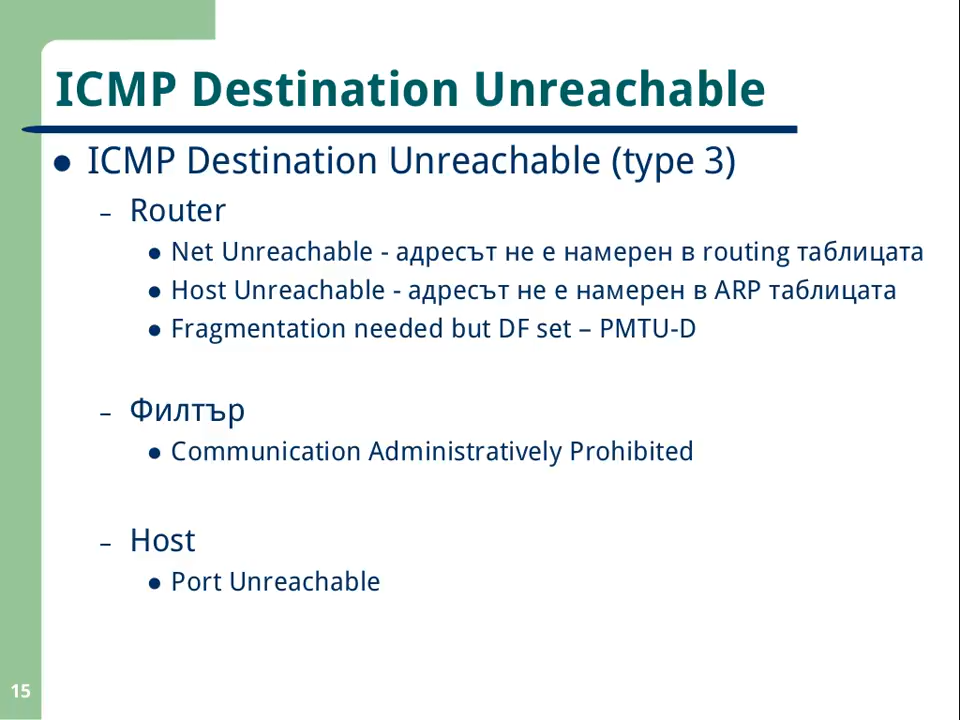 ICMP Destination Unreachable
● ICMP Destination Unreachable (type 3)
– Router
● Net Unreachable - адресът не е намерен в routing таблицата
● Host Unreachable - адресът не е намерен в ARP таблицата
● Fragmentation needed but DF set – PMTU-D
– Филтър
● Communication Administratively Prohibited
– Host
● Port Unreachable
15